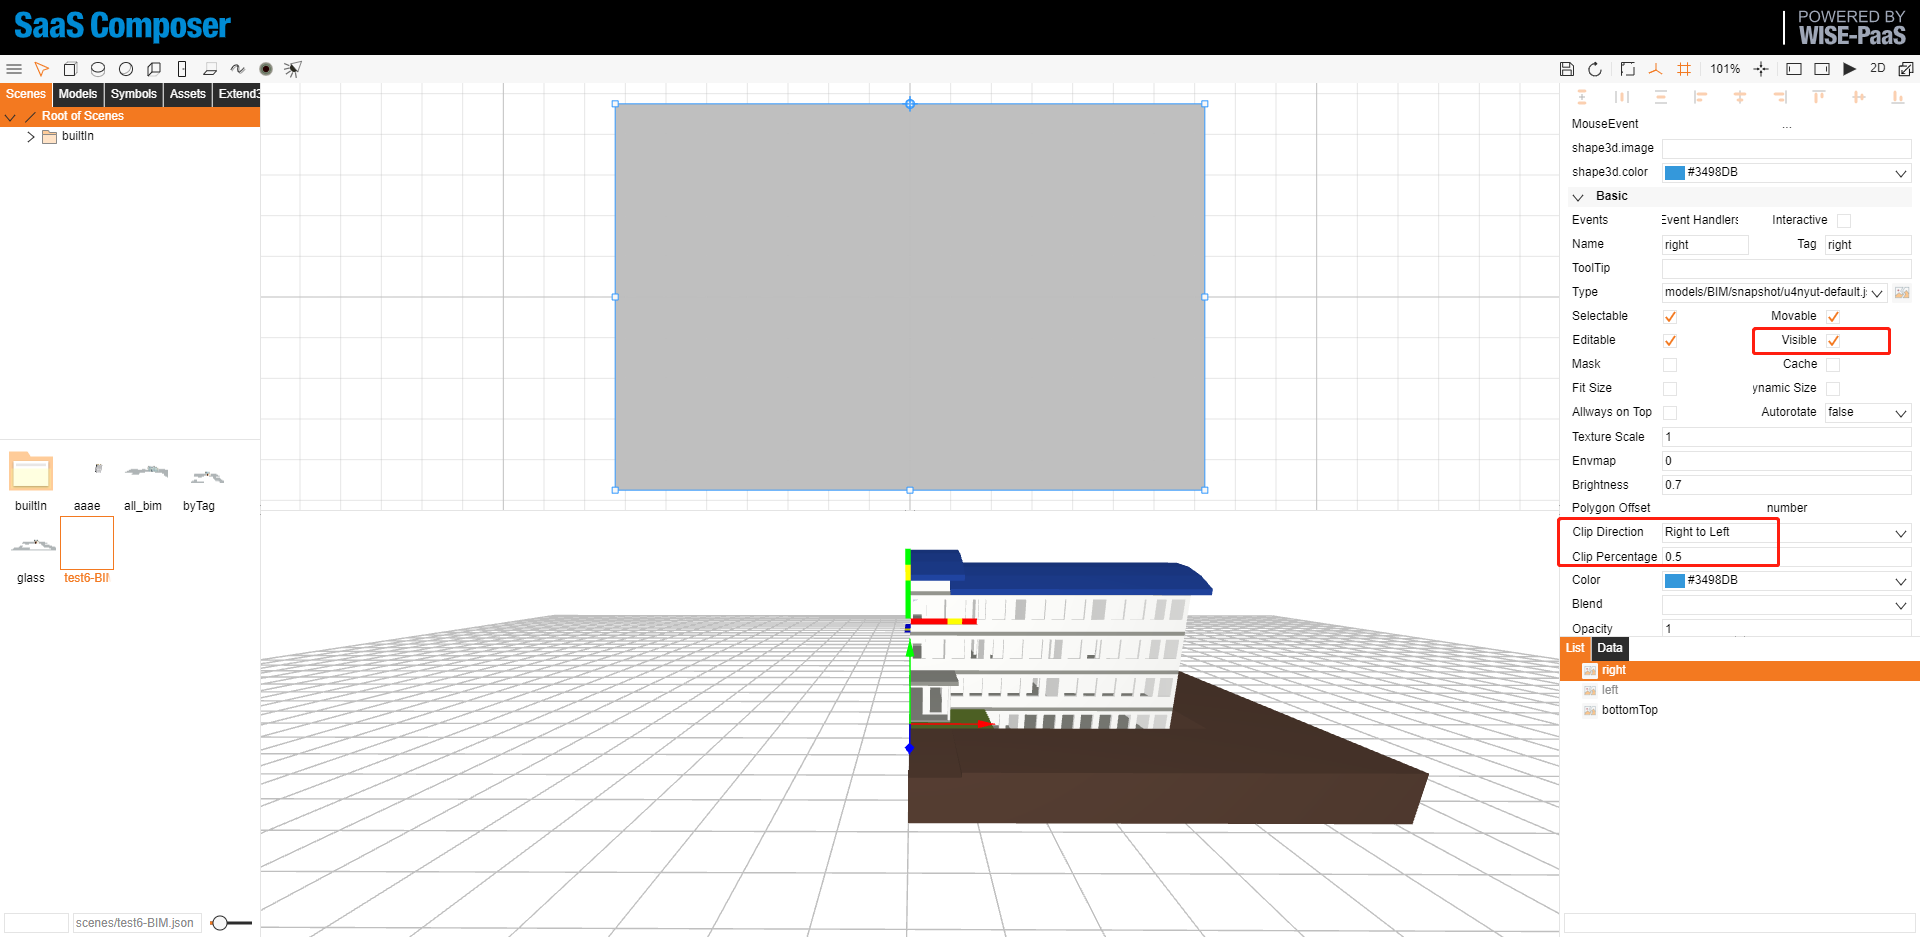 SaaS Composer
POWERED BY
WISE-PaaS
101%
2D
Scenes
Models
Symbols
Assets
Extend3
Root of Scenes
builtIn
builtIn
aaae
all_bim
byTag
glass
test6-BI
scenes/test6-BIM.json
MouseEvent ...
shape3d.image
shape3d.color #3498DB
Basic
Events Event Handlers Interactive
Name right Tag right
ToolTip
Type models/BIM/snapshot/u4nyut-default.j
Selectable Movable
Editable Visible
Mask Cache
Fit Size ynamic Size
Allways on Top Autorotate false
Texture Scale 1
Envmap 0
Brightness 0.7
Polygon Offset number
Clip Direction Right to Left
Clip Percentage 0.5
Color #3498DB
Blend
Opacity 1
List Data
right
left
bottomTop